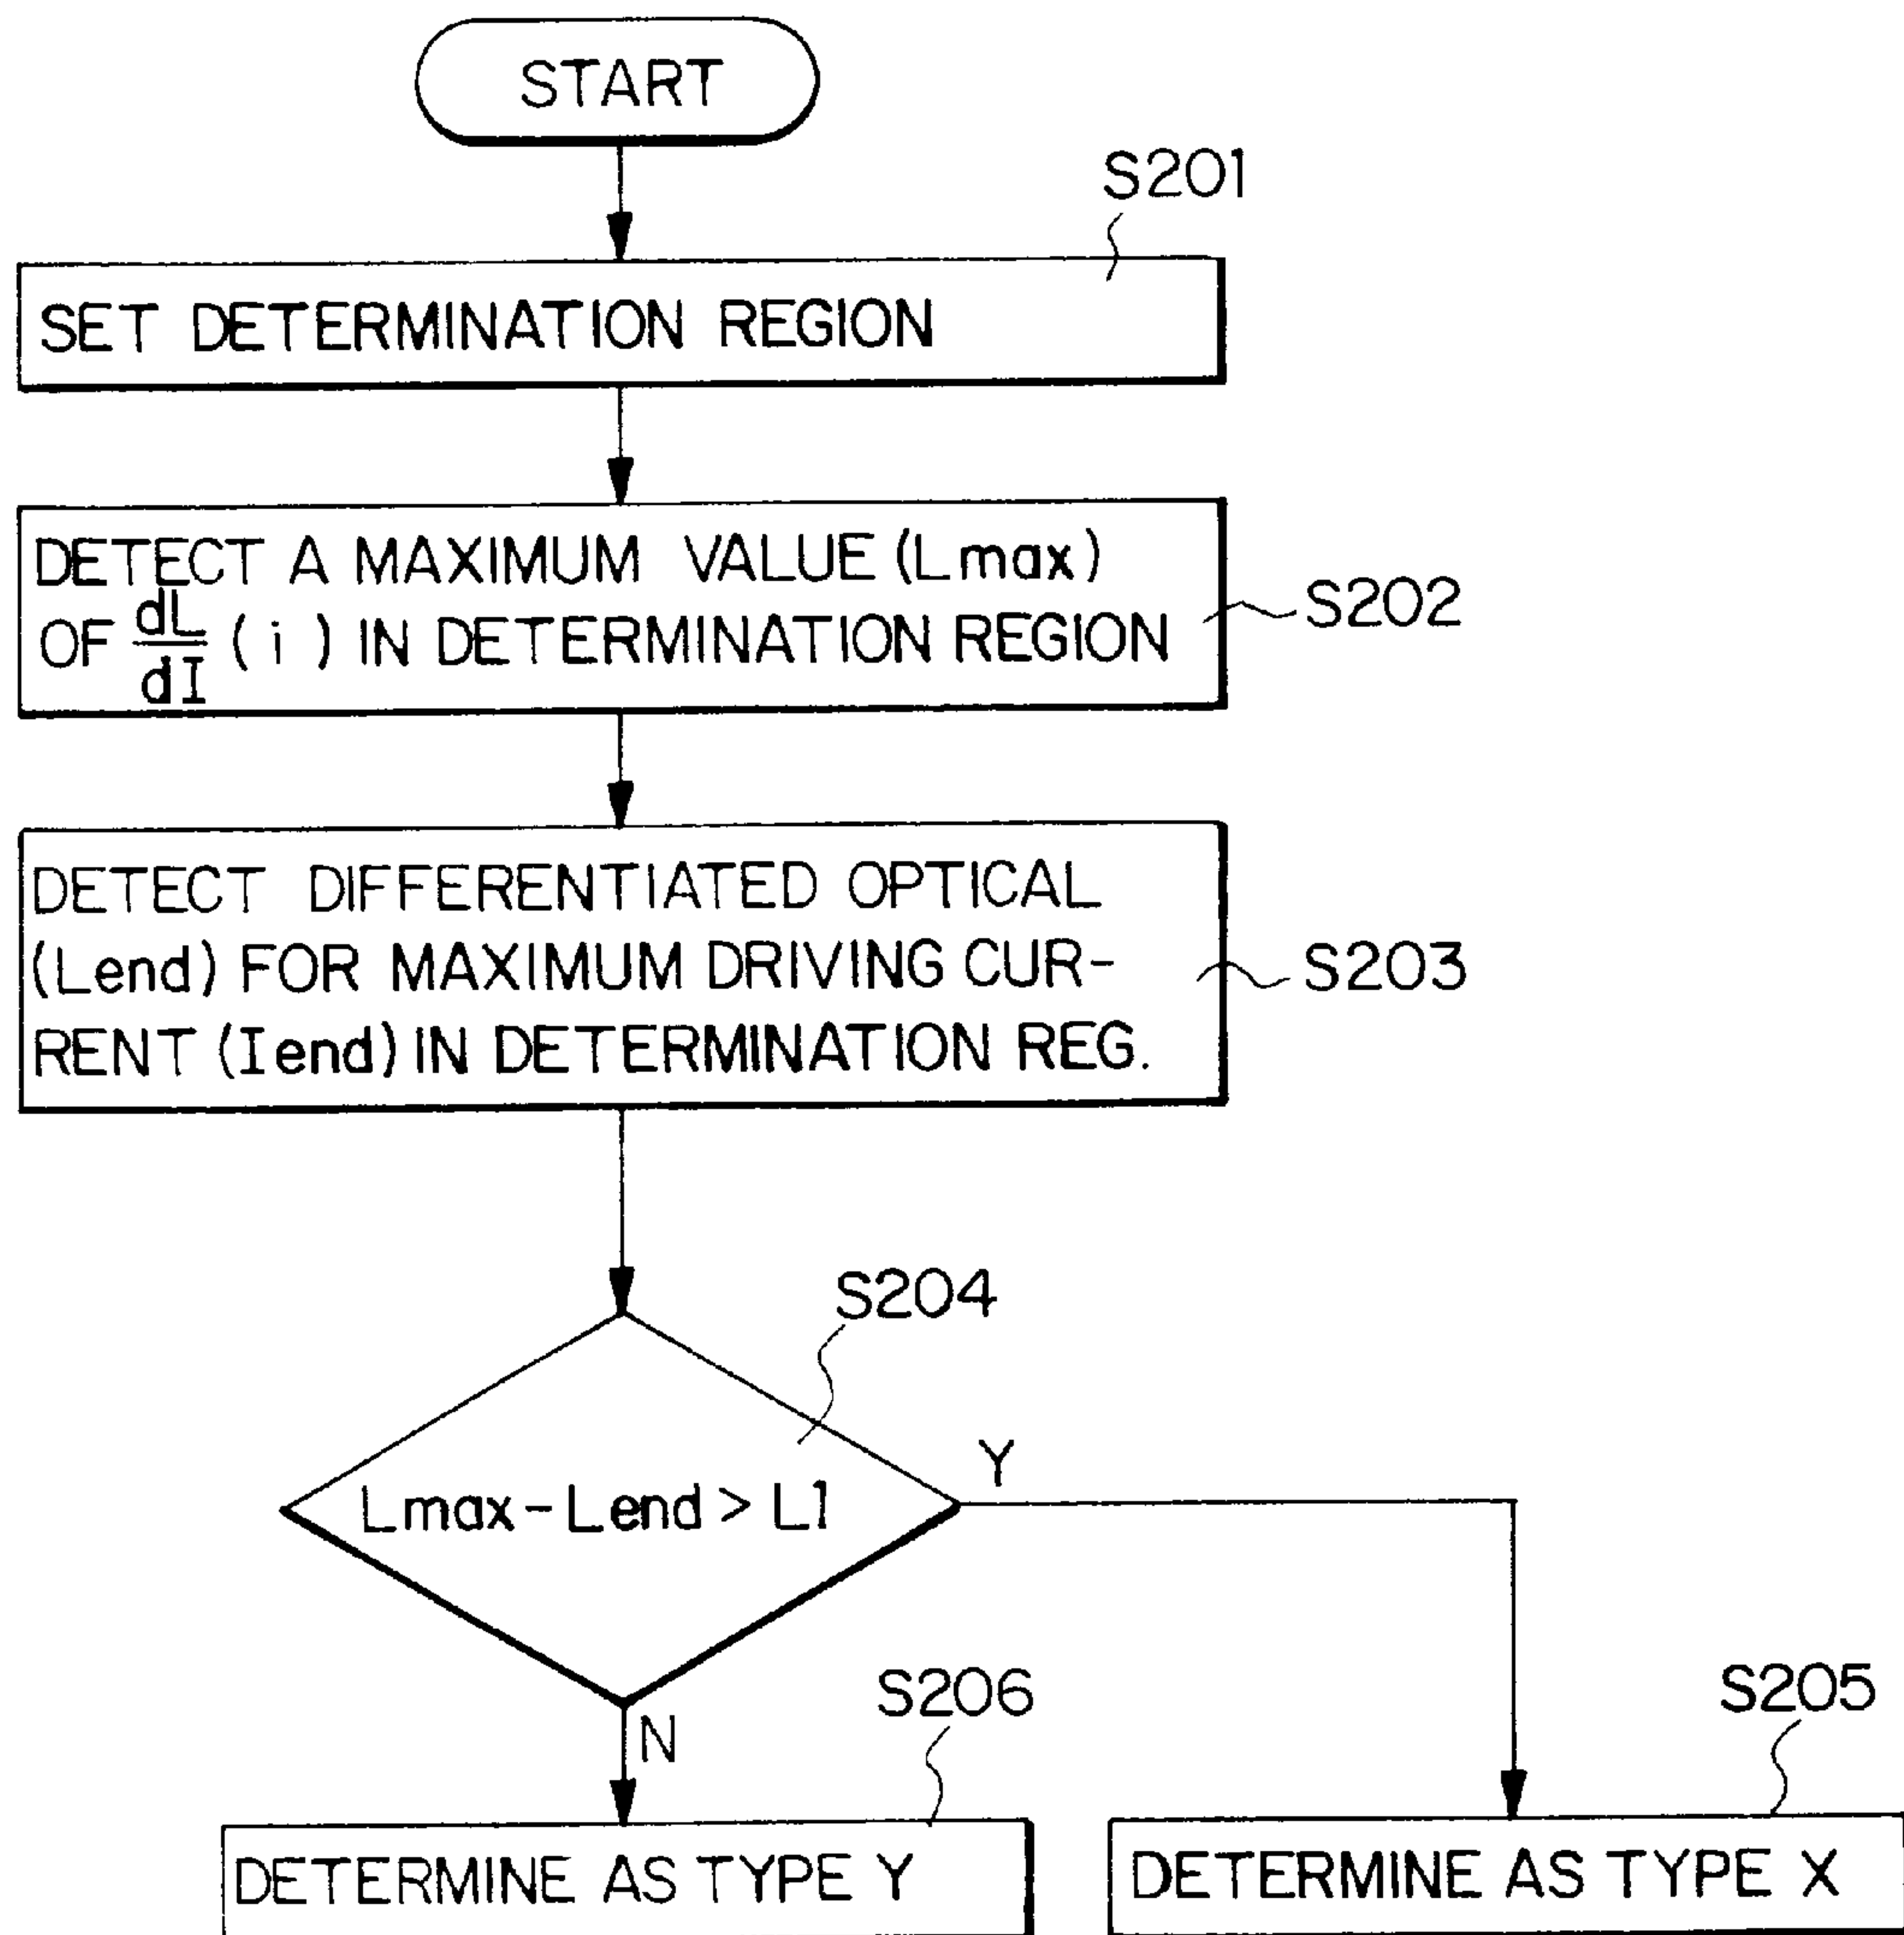 START
S201
SET DETERMINATION REGION
DETECT A MAXIMUM VALUE (Lmax)
OF dL/dI (i) IN DETERMINATION REGION
S202
DETECT DIFFERENTIATED OPTICAL
(Lend) FOR MAXIMUM DRIVING CUR-
RENT (Iend) IN DETERMINATION REG.
S203
S204
Lmax-Lend > L1
Y
N
S206
S205
DETERMINE AS TYPE Y
DETERMINE AS TYPE X